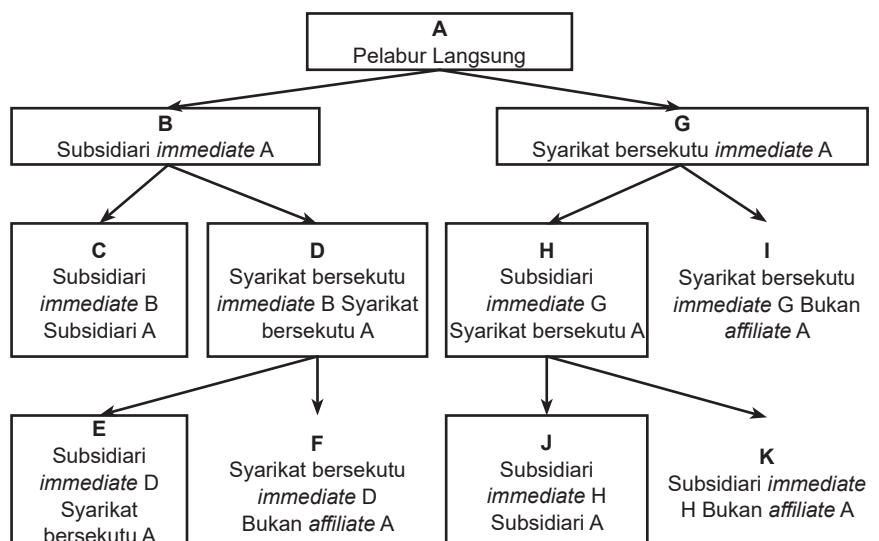 A
Pelabur Langsung
B
Subsidiari immediate A
G
Syarikat bersekutu immediate A
C
Subsidiari
immediate B
Subsidiari A
D
Syarikat bersekutu
immediate B Syarikat
bersekutu A
H
Subsidiari
immediate G
Syarikat bersekutu A
I
Syarikat bersekutu
immediate G Bukan
affiliate A
E
Subsidiari
immediate D
Syarikat
bersekutu A
F
Syarikat bersekutu
immediate D
Bukan affiliate A
J
Subsidiari
immediate H
Subsidiari A
K
Subsidiari immediate
H Bukan affiliate A